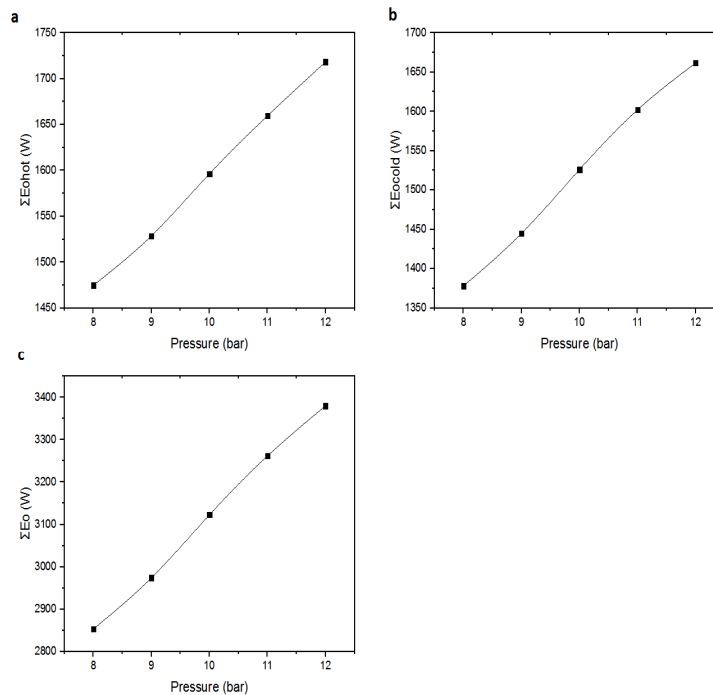 a
1750
1700
1650
1600
1550
1500
1450
ΣEohot (W)
8 9 10 11 12
Pressure (bar)
b
1700
1650
1600
1550
1500
1450
1400
1350
ΣEocold (W)
8 9 10 11 12
Pressure (bar)
c
3400
3300
3200
3100
3000
2900
2800
ΣEo (W)
8 9 10 11 12
Pressure (bar)